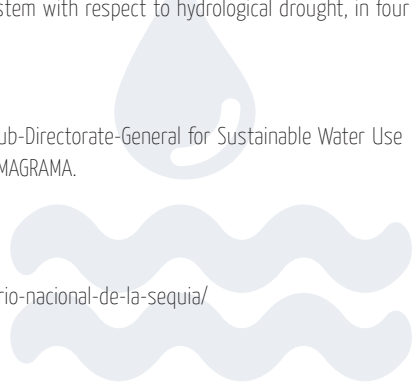 stem with respect to hydrological drought, in four
ub-Directorate-General for Sustainable Water Use
MAGRAMA.
rio-nacional-de-la-sequia/